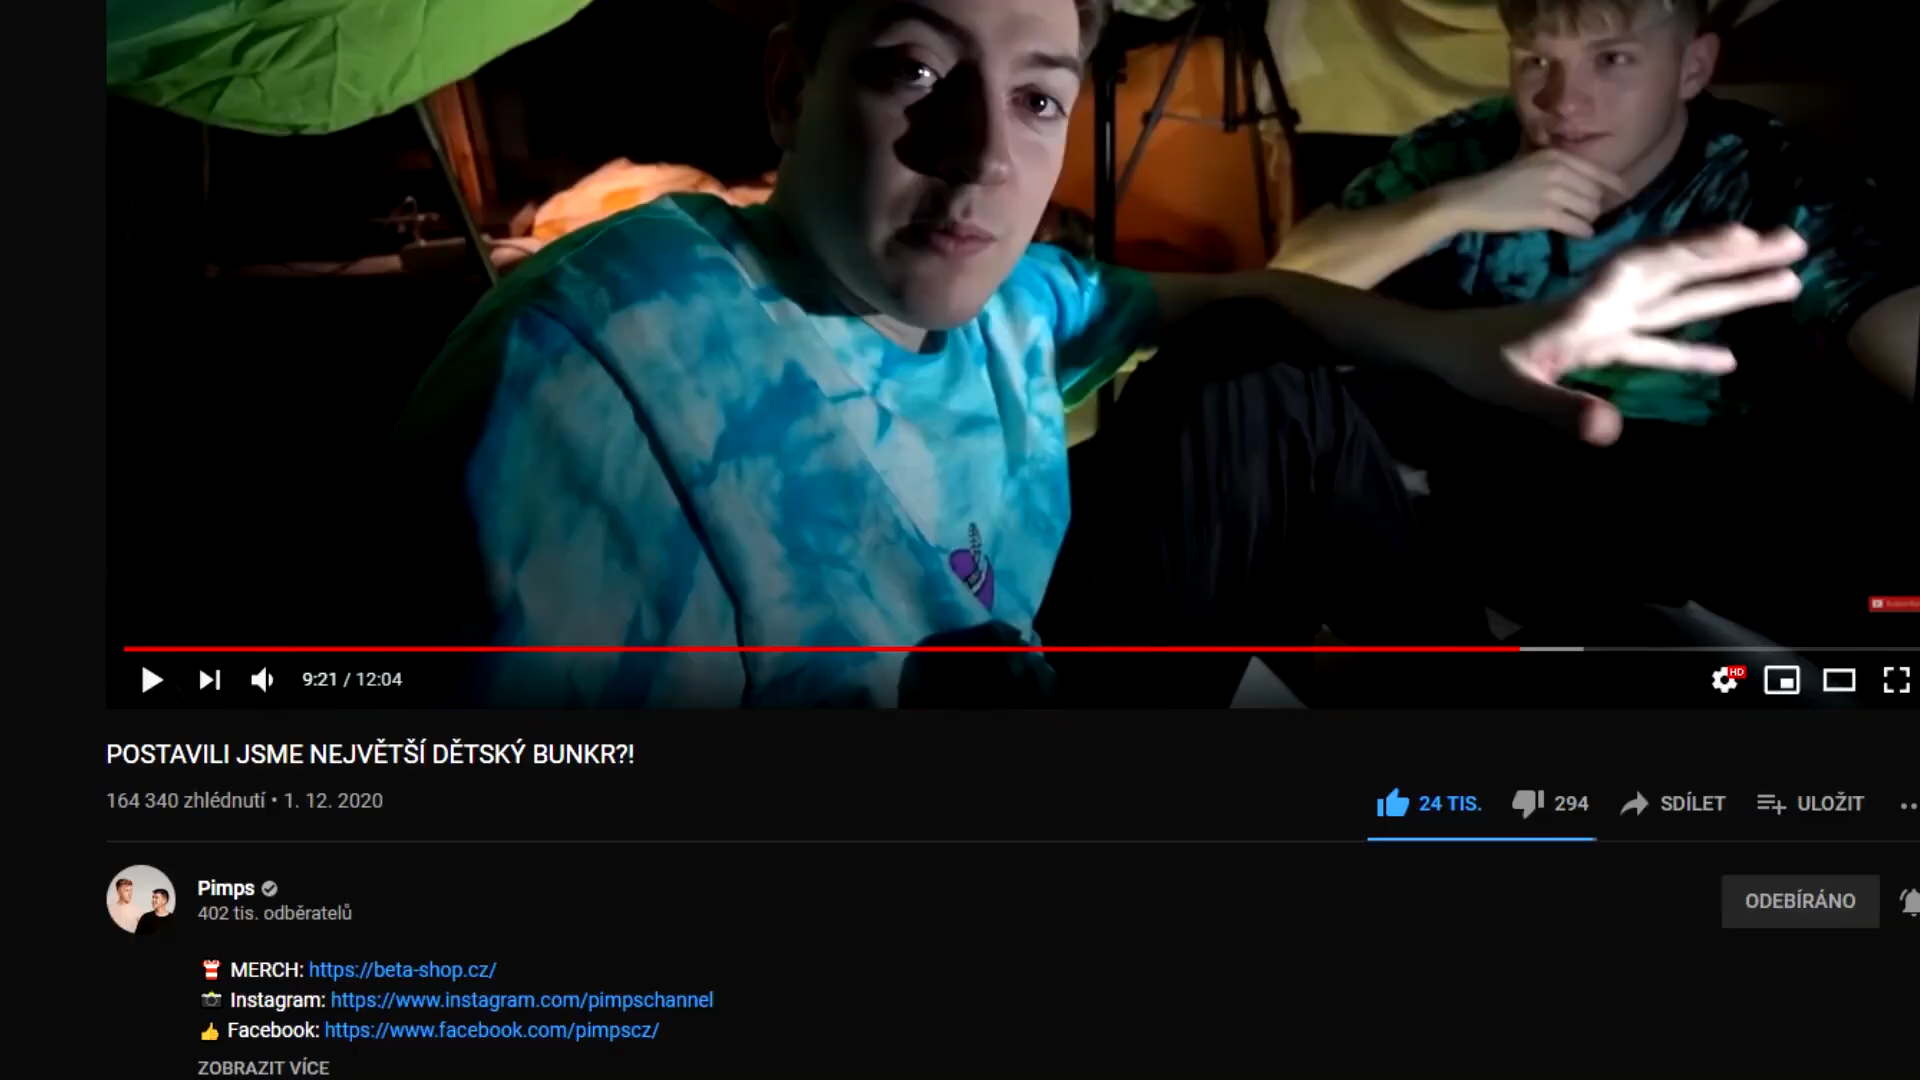 9:21 / 12:04
HD
POSTAVILI JSME NEJVĚTŠÍ DĚTSKÝ BUNKR?!
164 340 zhlédnutí • 1. 12. 2020
24 TIS.
294
SDÍLET
ULOŽIT
Pimps
402 tis. odběratelů
ODEBÍRÁNO
MERCH: https://beta-shop.cz/
Instagram: https://www.instagram.com/pimpschannel
Facebook: https://www.facebook.com/pimpscz/
ZOBRAZIT VÍCE